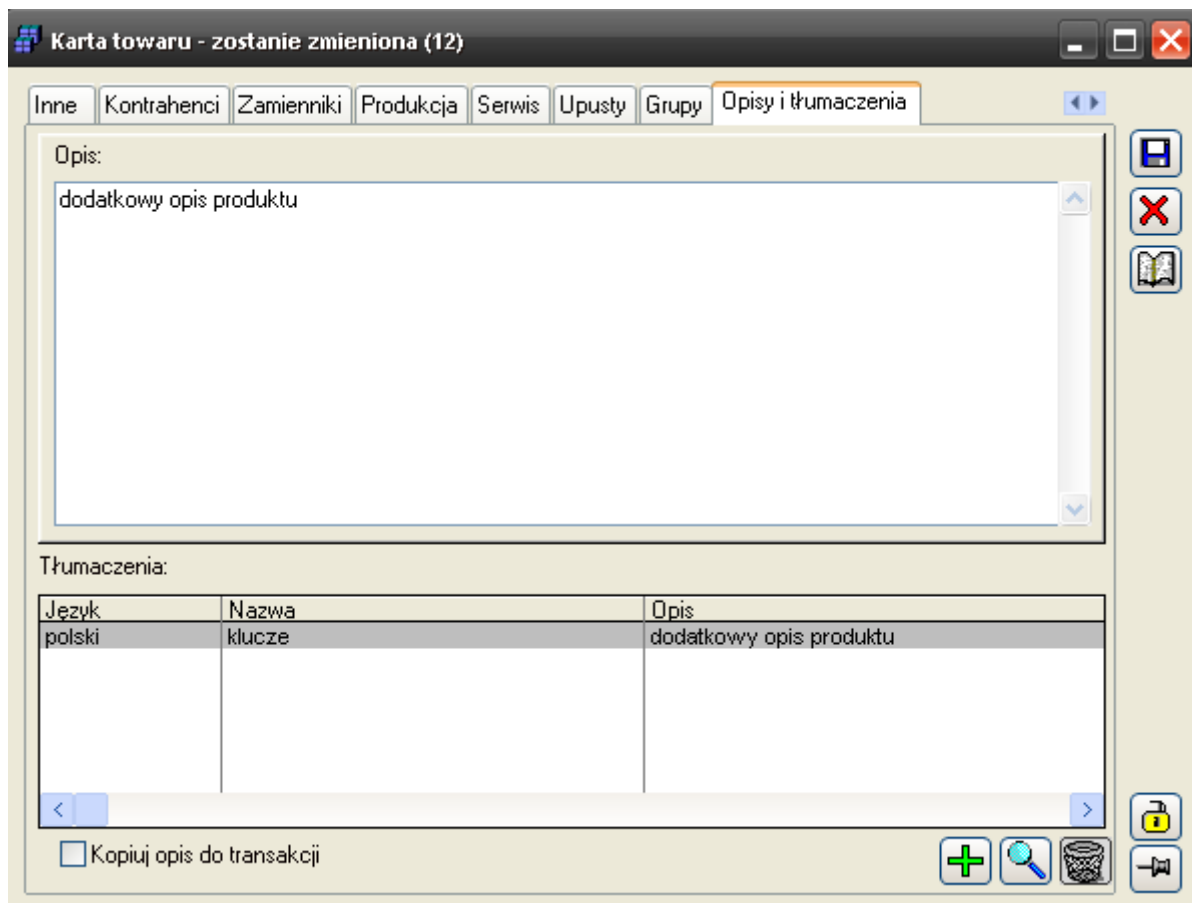 Karta towaru - zostanie zmieniona (12)
Inne Kontrahenci Zamienniki Produkcja Serwis Upusty Grupy Opisy i tłumaczenia
Opis:
dodatkowy opis produktu
Tłumaczenia:
Język Nazwa Opis
polski klucze dodatkowy opis produktu
Kopiuj opis do transakcji